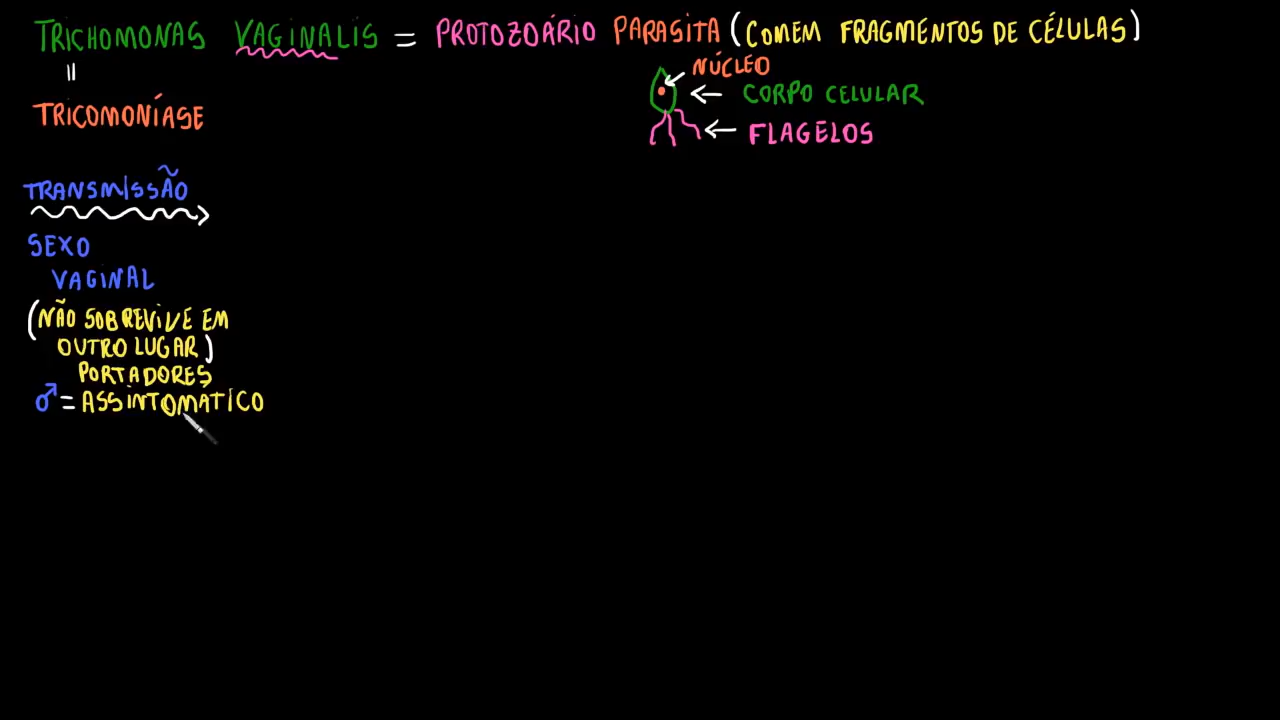 TRICHOMONAS VAGINALIS = PROTOZOÁRIO PARASITA (COMEM FRAGMENTOS DE CÉLULAS)
NÚCLEO
CORPO CELULAR
FLAGELOS
=
TRICOMONÍASE
TRANSMISSÃO
SEXO
VAGINAL
(NÃO SOBREVIVE EM
OUTRO LUGAR)
PORTADORES
♂ = ASSINTOMÁTICO